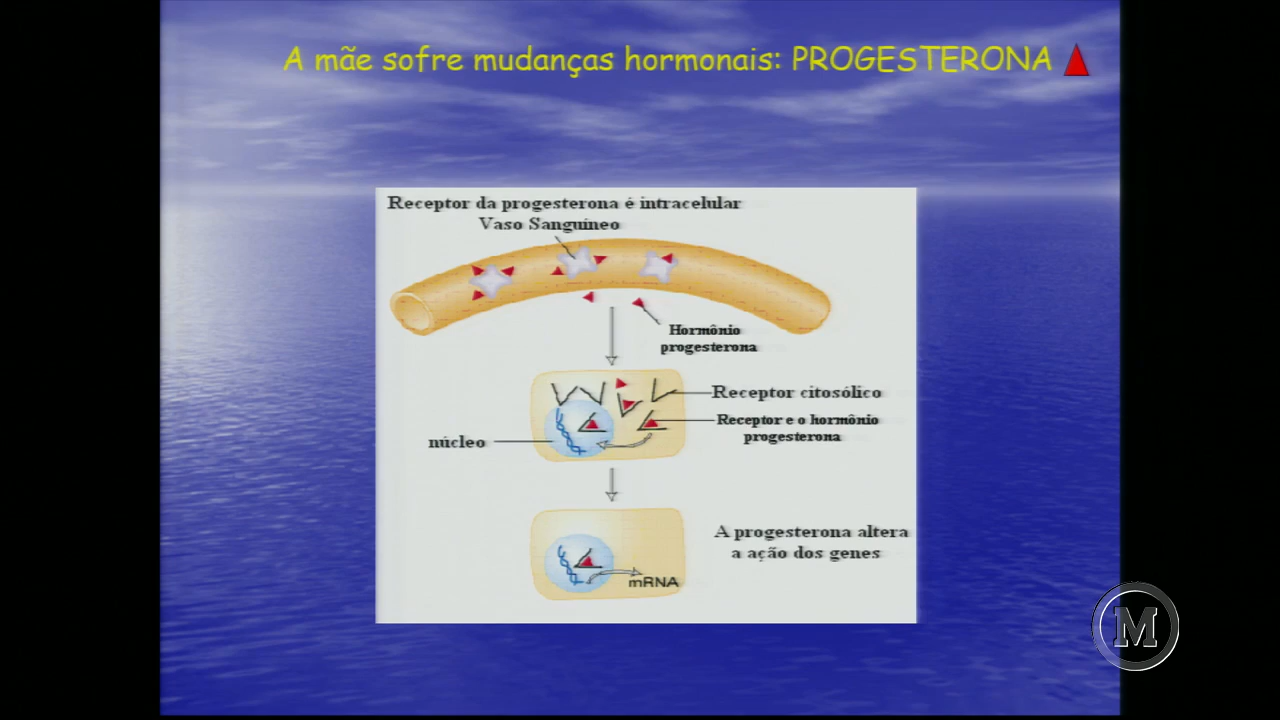 A mãe sofre mudanças hormonais: PROGESTERONA
Receptor da progesterona é intracelular
Vaso Sanguíneo
Hormônio
progesterona
Receptor citosólico
Receptor e o hormônio
progesterona
núcleo
A progesterona altera
a ação dos genes
mRNA
M